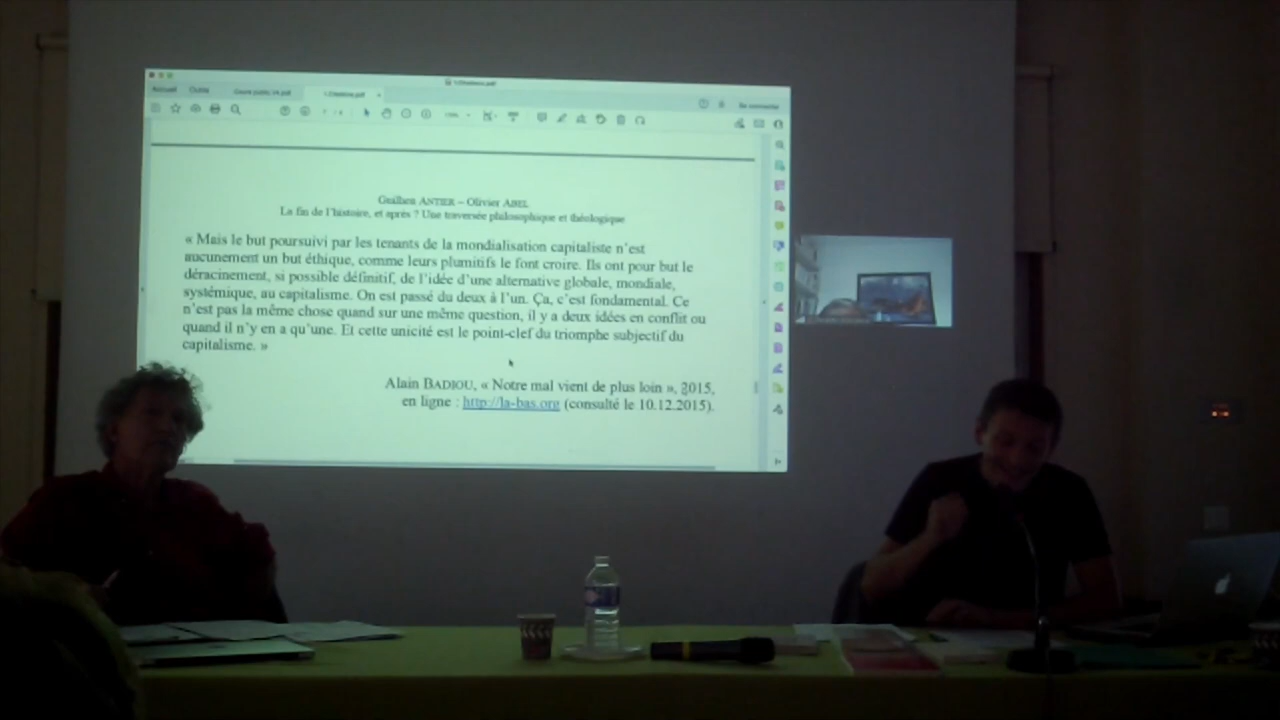 Accueil Outils
Se connecter
Guilhen ANTIER – Olivier ABEL
La fin de l'histoire, et après ? Une traversée philosophique et théologique
« Mais le but poursuivi par les tenants de la mondialisation capitaliste n'est
aucunement un but éthique, comme leurs plumitifs le font croire. Ils ont pour but le
déracinement, si possible définitif, de l'idée d'une alternative globale, mondiale,
systémique, au capitalisme. On est passé du deux à l'un. Ça, c'est fondamental. Ce
n'est pas la même chose quand sur une même question, il y a deux idées en conflit ou
quand il n'y en a qu'une. Et cette unicité est le point-clef du triomphe subjectif du
capitalisme. »
Alain BADIOU, « Notre mal vient de plus loin », 2015,
en ligne : http://la-bas.org (consulté le 10.12.2015).